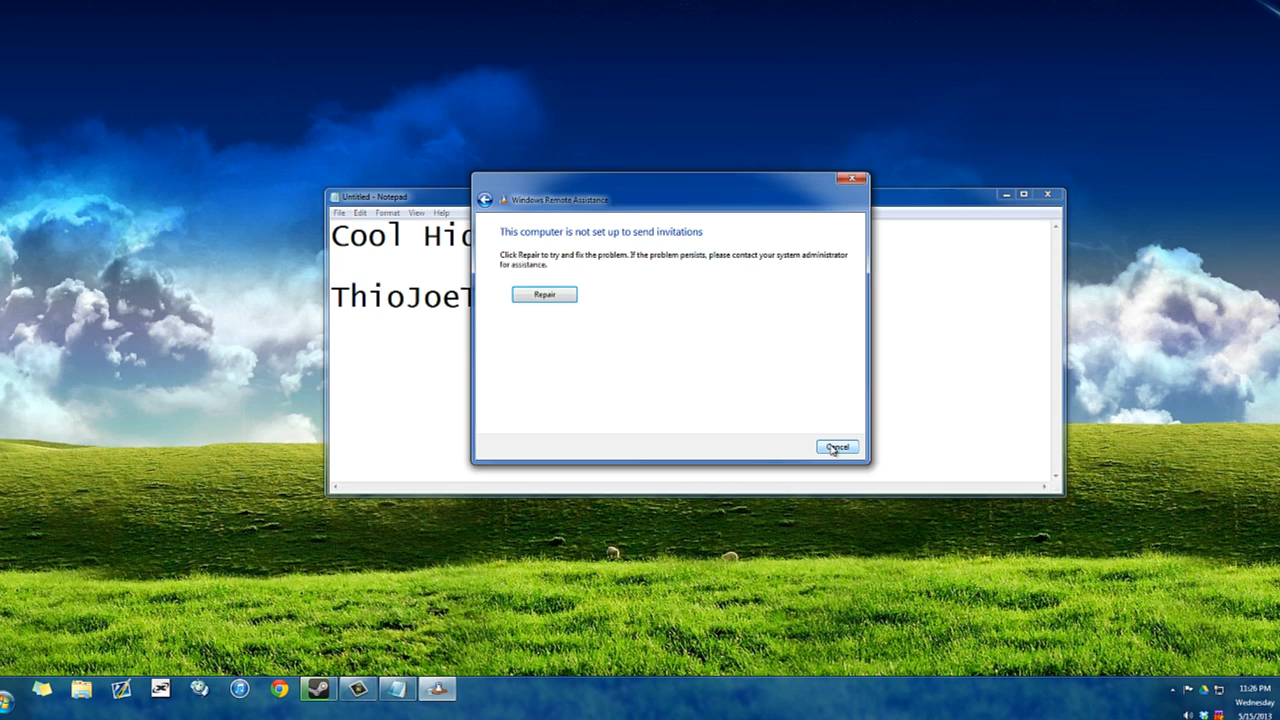 Untitled - Notepad
File Edit Format View Help
Cool Hid
ThioJoeT
Windows Remote Assistance
This computer is not set up to send invitations
Click Repair to try and fix the problem. If the problem persists, please contact your system administrator
for assistance.
Repair
Cancel
11:26 PM
Wednesday
5/15/2013